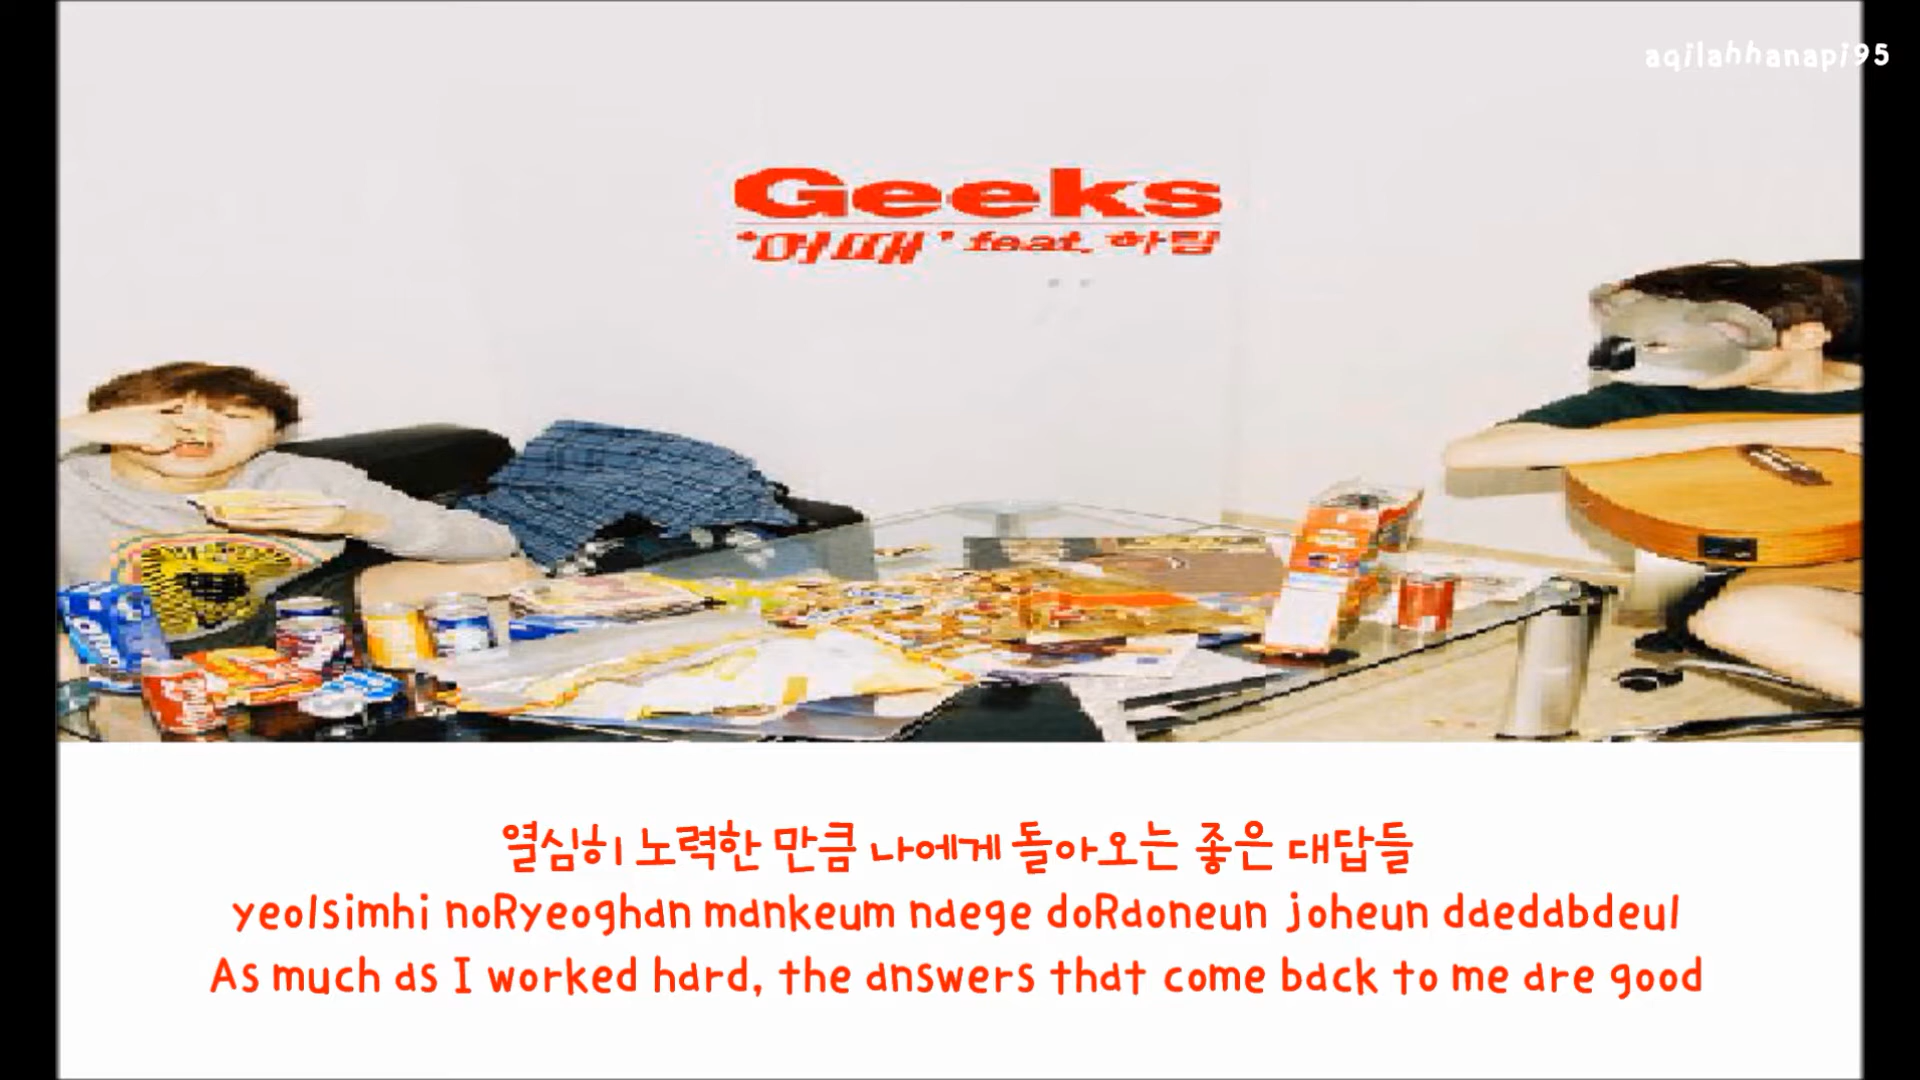 aqilahhanapi95
Geeks
'어때' feat. 하림
열심히 노력한 만큼 나에게 돌아오는 좋은 대답들
yeolsimhi noRyeoghan mankeum naege doRaoneun joheun daedabdeul
As much as I worked hard, the answers that come back to me are good